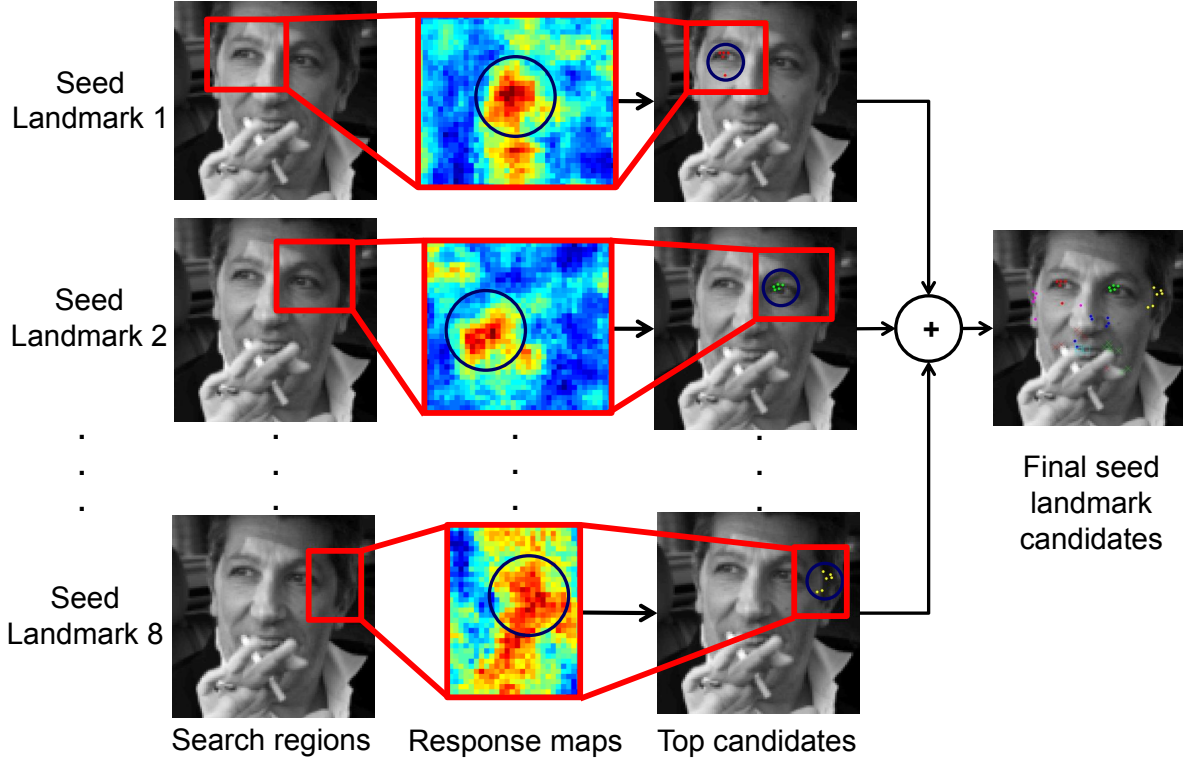 Seed
Landmark 1
Seed
Landmark 2
+
Final seed
landmark
candidates
Seed
Landmark 8
Search regions
Response maps
Top candidates